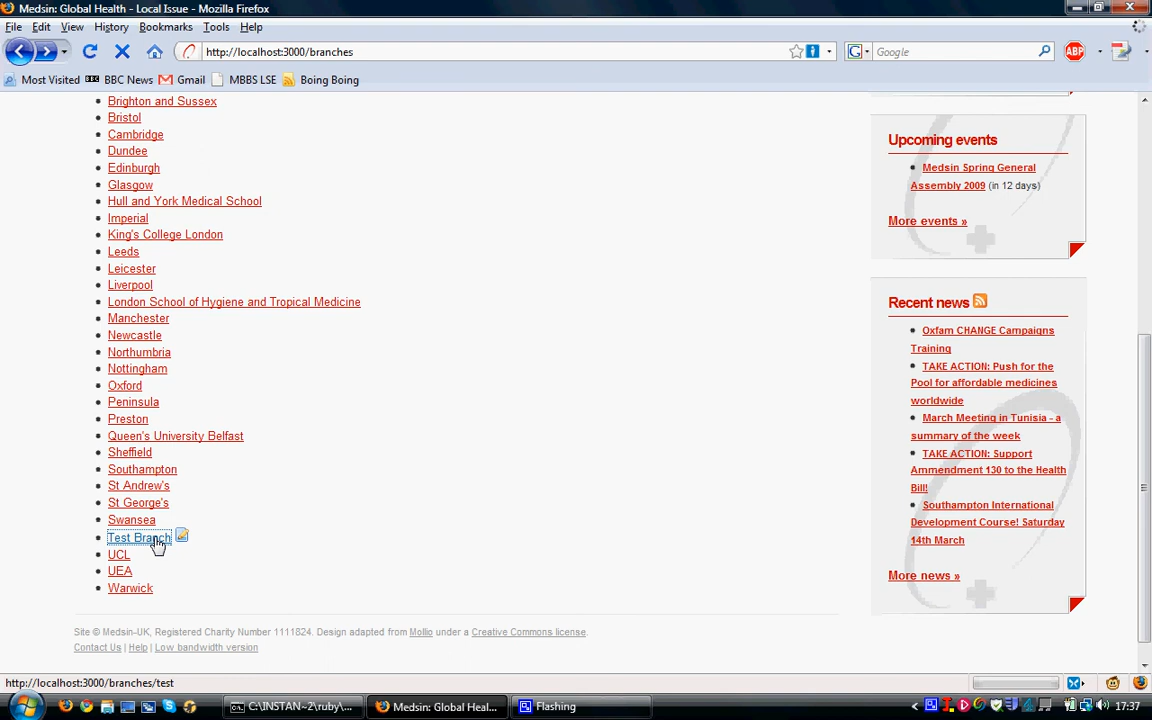 Medsin: Global Health - Local Issue - Mozilla Firefox
File Edit View History Bookmarks Tools Help
http://localhost:3000/branches
Google
ABP
Most Visited BBC News Gmail MBBS LSE Boing Boing
Brighton and Sussex
Bristol
Cambridge
Dundee
Edinburgh
Glasgow
Hull and York Medical School
Imperial
King's College London
Leeds
Leicester
Liverpool
London School of Hygiene and Tropical Medicine
Manchester
Newcastle
Northumbria
Nottingham
Oxford
Peninsula
Preston
Queen's University Belfast
Sheffield
Southampton
St Andrew's
St George's
Swansea
Test Branch
UCL
UEA
Warwick
Upcoming events
Medsin Spring General
Assembly 2009 (in 12 days)
More events »
Recent news
Oxfam CHANGE Campaigns
Training
TAKE ACTION: Push for the
Pool for affordable medicines
worldwide
March Meeting in Tunisia - a
summary of the week
TAKE ACTION: Support
Ammendment 130 to the Health
Bill!
Southampton International
Development Course! Saturday
14th March
More news »
Site © Medsin-UK, Registered Charity Number 1111824. Design adapted from Mollio under a Creative Commons license.
Contact Us | Help | Low bandwidth version
http://localhost:3000/branches/test
C:\INSTAN~2\ruby\... Medsin: Global Heal... Flashing 17:37